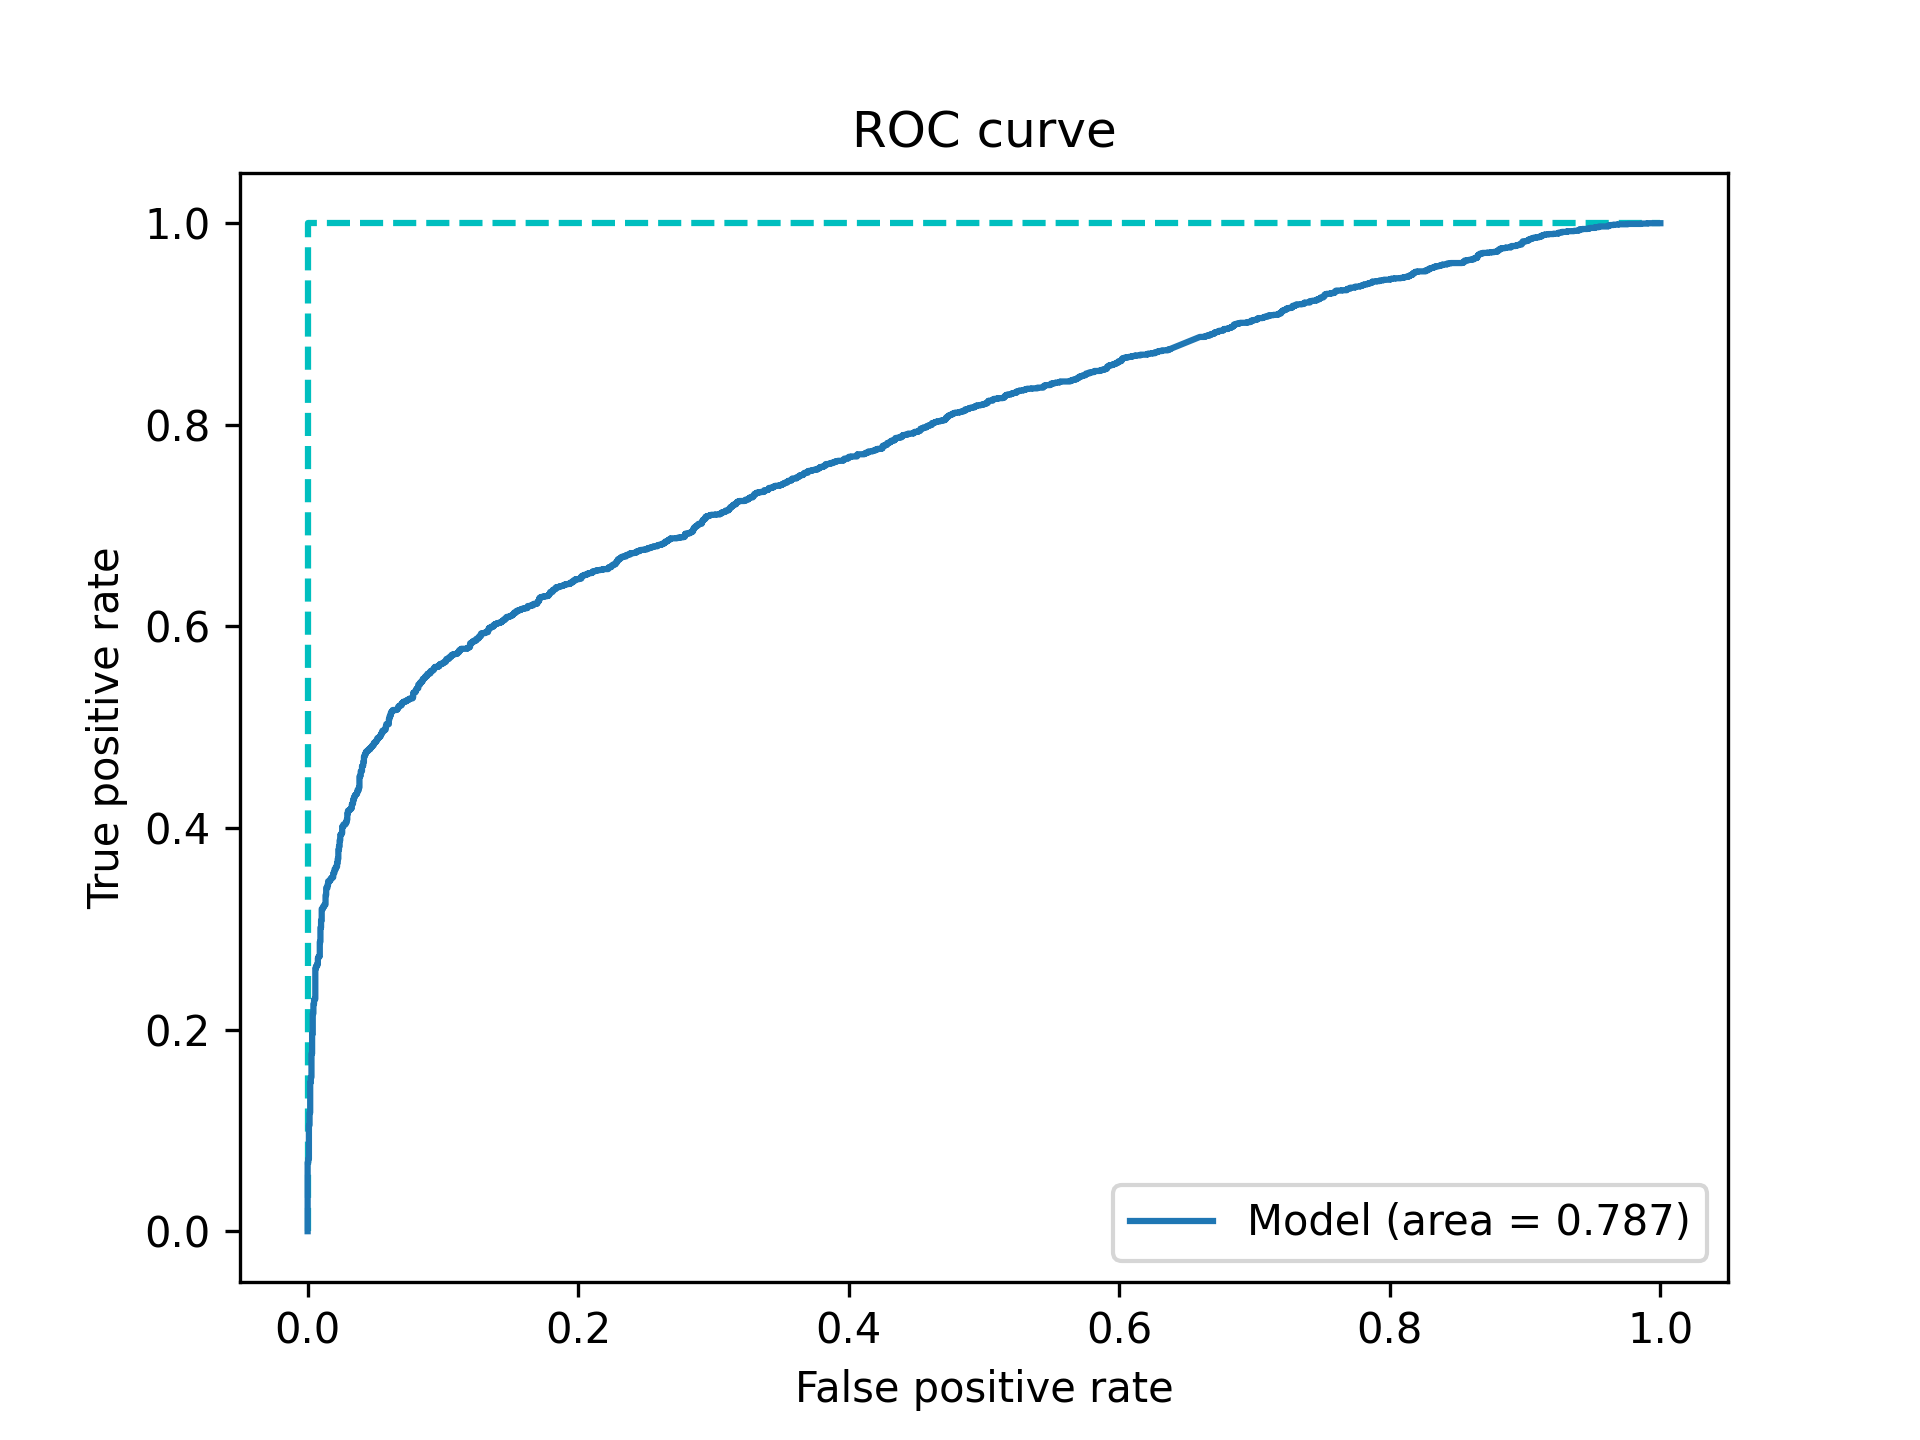 ROC curve
1.0
0.8
0.6
0.4
0.2
0.0
True positive rate
Model (area = 0.787)
0.0 0.2 0.4 0.6 0.8 1.0
False positive rate